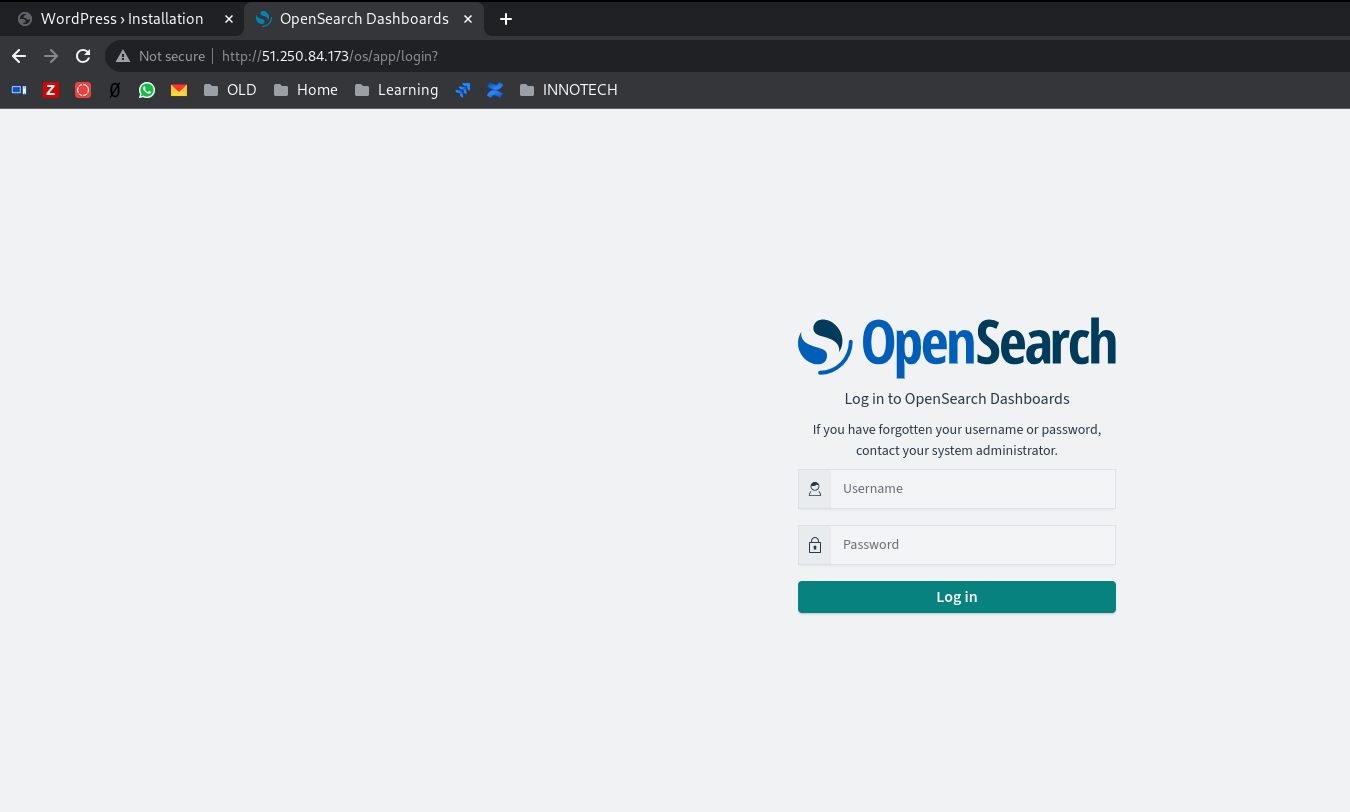 WordPress › Installation
OpenSearch Dashboards
Not secure
http://51.250.84.173/os/app/login?
Z
OLD
Home
Learning
INNOTECH
OpenSearch
Log in to OpenSearch Dashboards
If you have forgotten your username or password,
contact your system administrator.
Username
Password
Log in